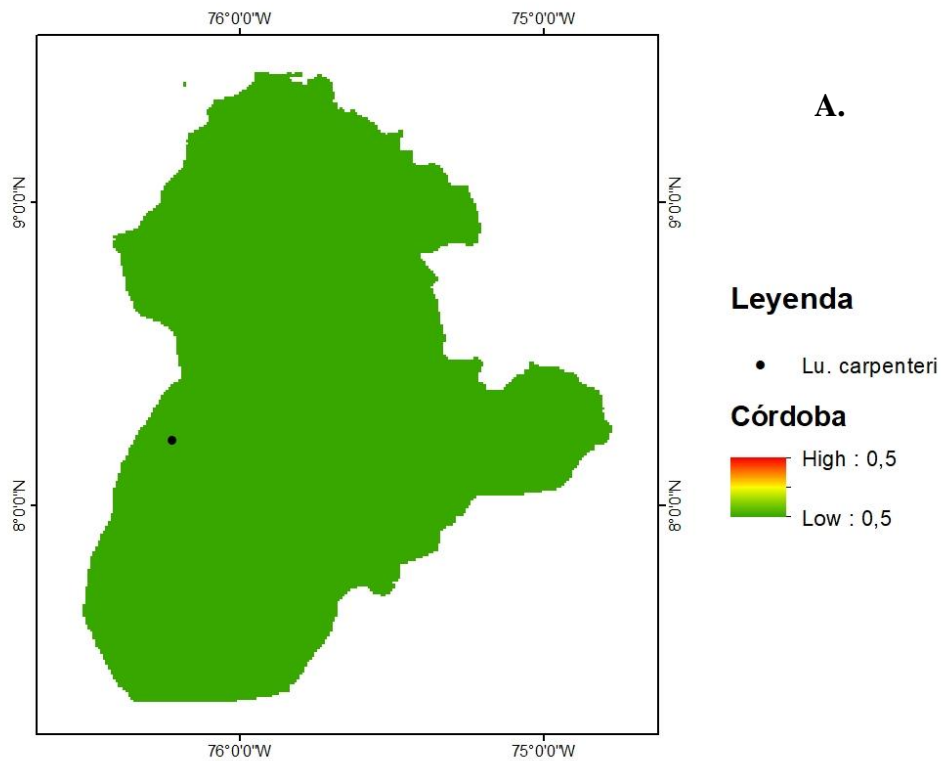 76°0'0"W 75°0'0"W
A.
9°0'0"N 9°0'0"N
Leyenda
Lu. carpenteri
Córdoba
High : 0,5
Low : 0,5
8°0'0"N 8°0'0"N
76°0'0"W 75°0'0"W